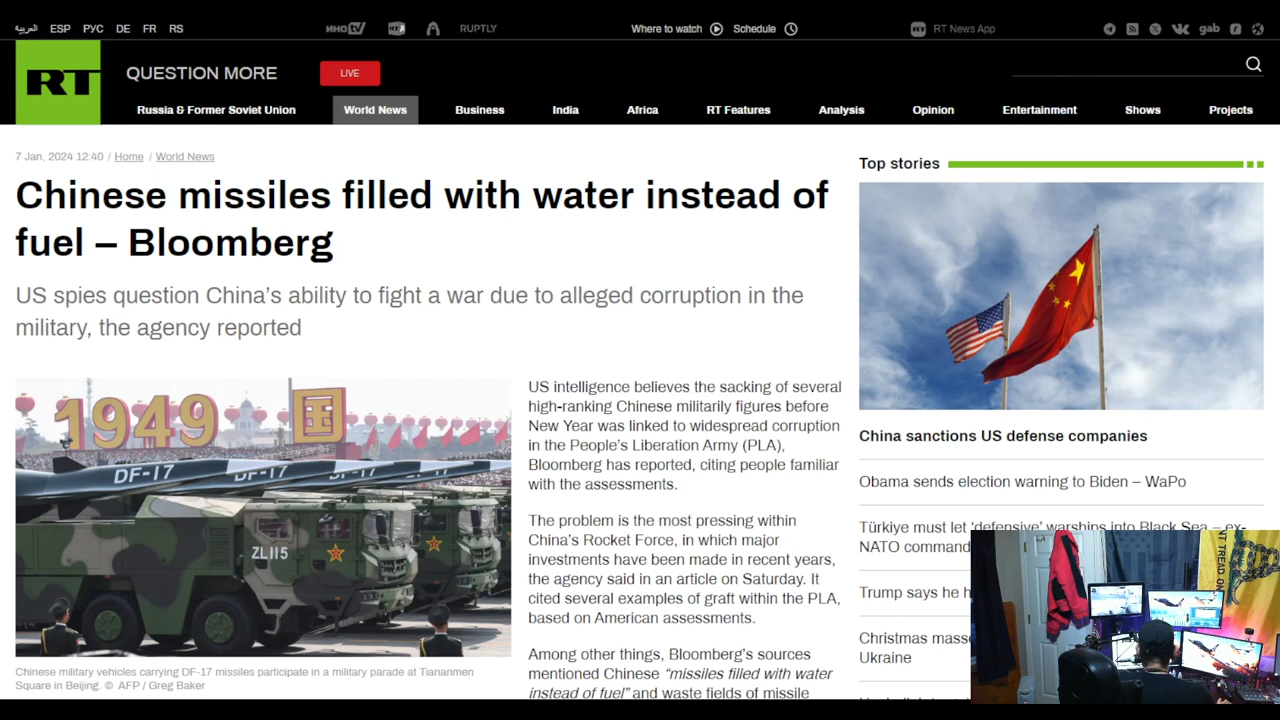 العربية ESP РУС DE FR RS ИНОTV RUPTLY Where to watch Schedule RT News App gab
RT QUESTION MORE LIVE
Russia & Former Soviet Union World News Business India Africa RT Features Analysis Opinion Entertainment Shows Projects
7 Jan, 2024 12:40 / Home / World News
Chinese missiles filled with water instead of
fuel – Bloomberg
US spies question China's ability to fight a war due to alleged corruption in the
military, the agency reported
1949 国
DF-17 DF-17 DF-17
ZL115
Chinese military vehicles carrying DF-17 missiles participate in a military parade at Tiananmen
Square in Beijing. © AFP / Greg Baker
US intelligence believes the sacking of several
high-ranking Chinese militarily figures before
New Year was linked to widespread corruption
in the People's Liberation Army (PLA),
Bloomberg has reported, citing people familiar
with the assessments.
The problem is the most pressing within
China's Rocket Force, in which major
investments have been made in recent years,
the agency said in an article on Saturday. It
cited several examples of graft within the PLA,
based on American assessments.
Among other things, Bloomberg's sources
mentioned Chinese “missiles filled with water
instead of fuel” and waste fields of missile
Top stories
China sanctions US defense companies
Obama sends election warning to Biden – WaPo
Türkiye must let ‘defensive’ warships into Black Sea – ex-
NATO command
Trump says he h
Christmas mass
Ukraine
NT TREAD ON